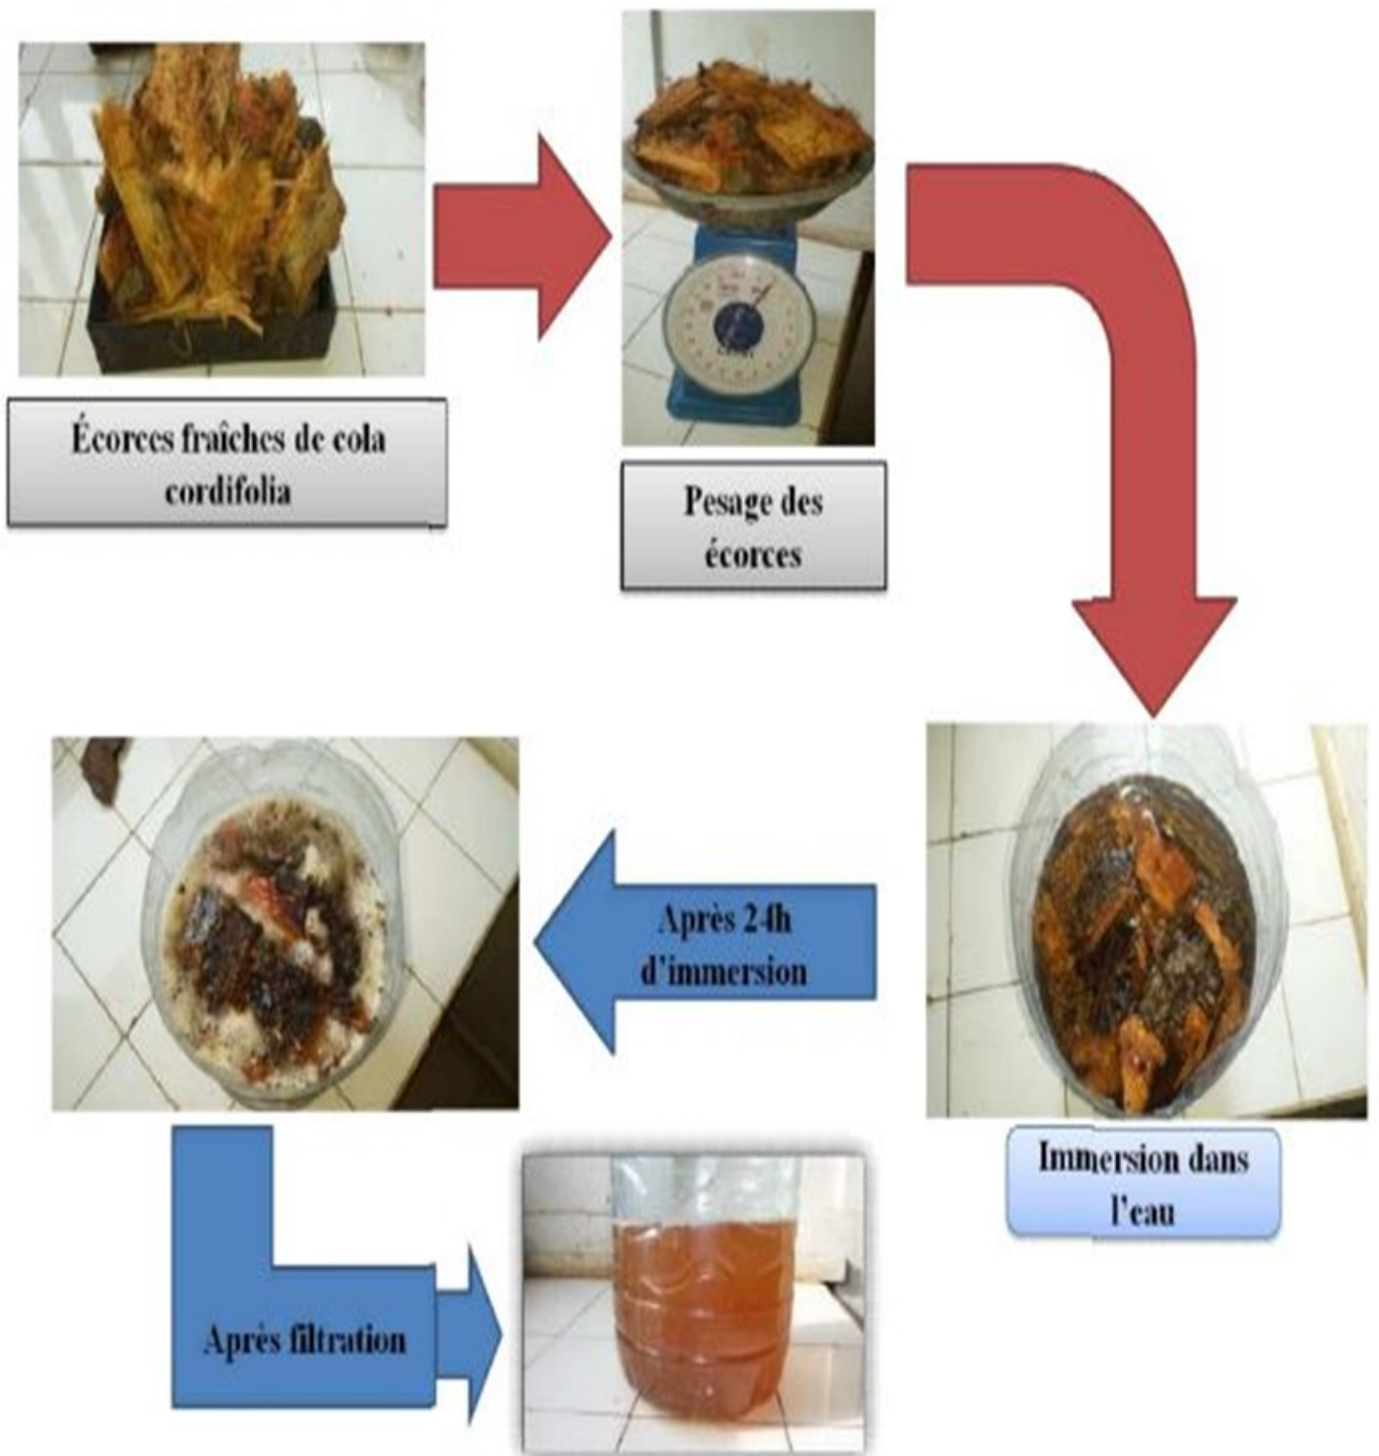 Écorces fraîches de cola
cordifolia
Pesage des
écorces
Après 24h
d'immersion
Immersion dans
l'eau
Après filtration